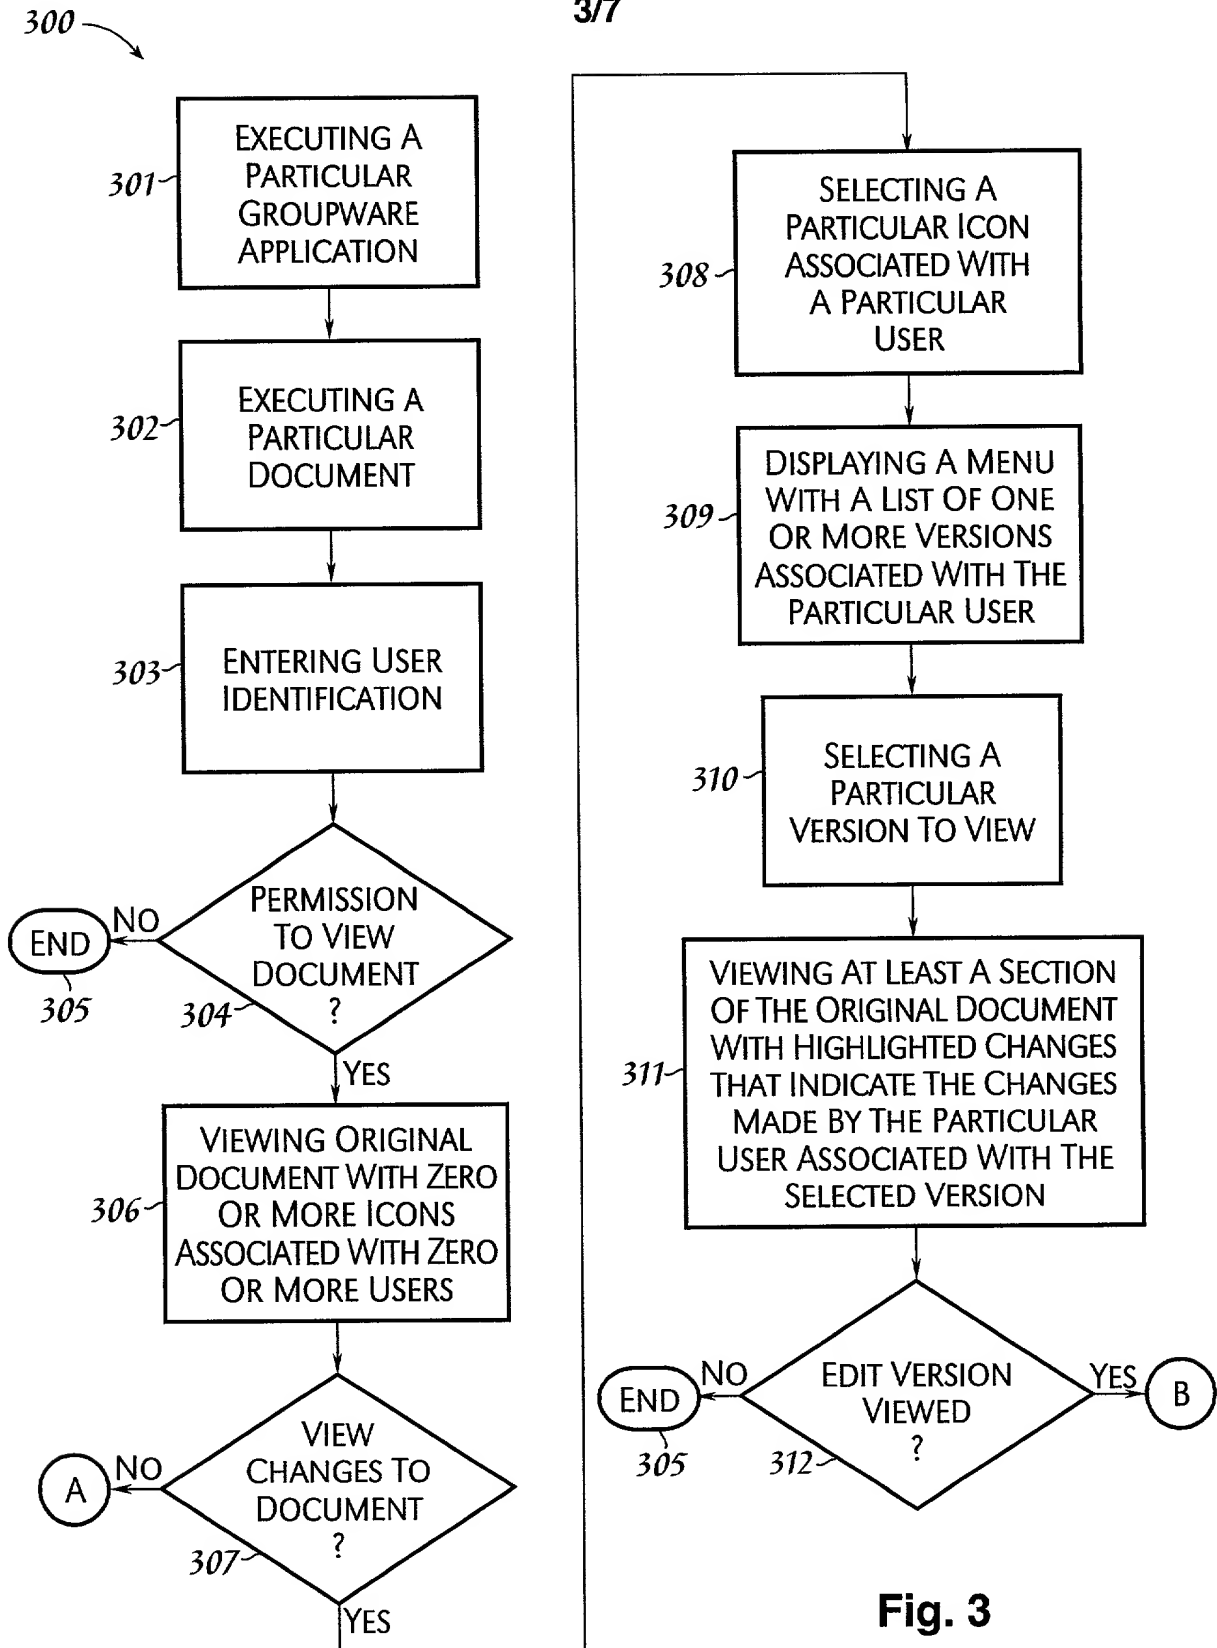 3/7
300
301
EXECUTING A
PARTICULAR
GROUPWARE
APPLICATION
302
EXECUTING A
PARTICULAR
DOCUMENT
303
ENTERING USER
IDENTIFICATION
PERMISSION
TO VIEW
DOCUMENT
?
304
NO
END
305
YES
306
VIEWING ORIGINAL
DOCUMENT WITH ZERO
OR MORE ICONS
ASSOCIATED WITH ZERO
OR MORE USERS
VIEW
CHANGES TO
DOCUMENT
?
307
NO
A
YES
308
SELECTING A
PARTICULAR ICON
ASSOCIATED WITH
A PARTICULAR
USER
309
DISPLAYING A MENU
WITH A LIST OF ONE
OR MORE VERSIONS
ASSOCIATED WITH THE
PARTICULAR USER
310
SELECTING A
PARTICULAR
VERSION TO VIEW
311
VIEWING AT LEAST A SECTION
OF THE ORIGINAL DOCUMENT
WITH HIGHLIGHTED CHANGES
THAT INDICATE THE CHANGES
MADE BY THE PARTICULAR
USER ASSOCIATED WITH THE
SELECTED VERSION
EDIT VERSION
VIEWED
?
312
NO
END
305
YES
B
Fig. 3